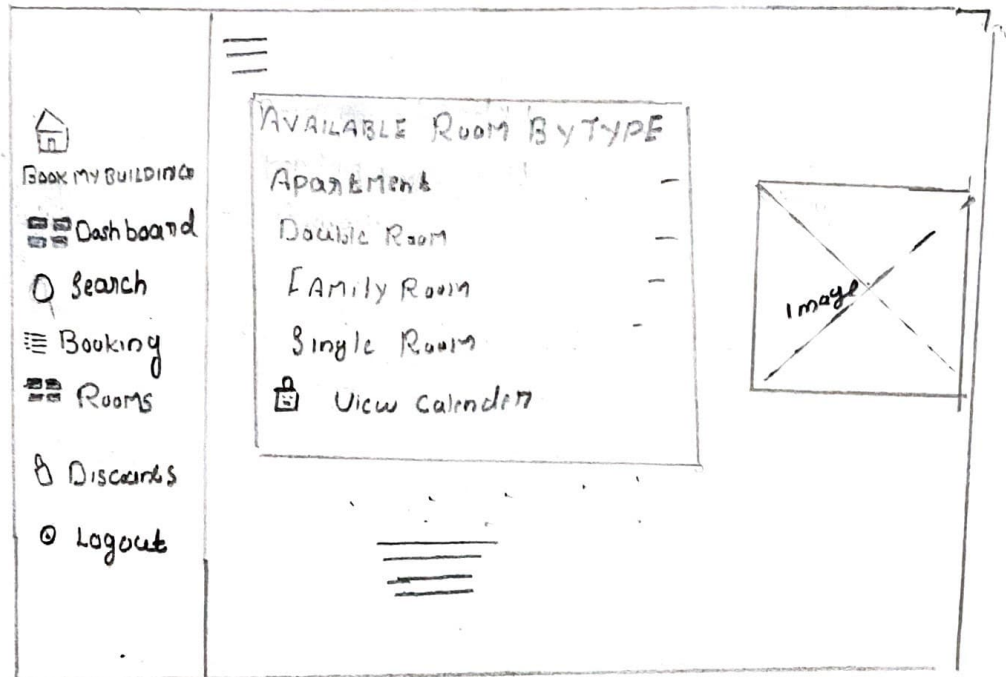 BOOK MY BUILDING
Dashboard
Search
Booking
Rooms
Discounts
Logout
AVAILABLE ROOM BY TYPE
Apartment
Double Room
FAmily Room
Single Room
View Calender
Image